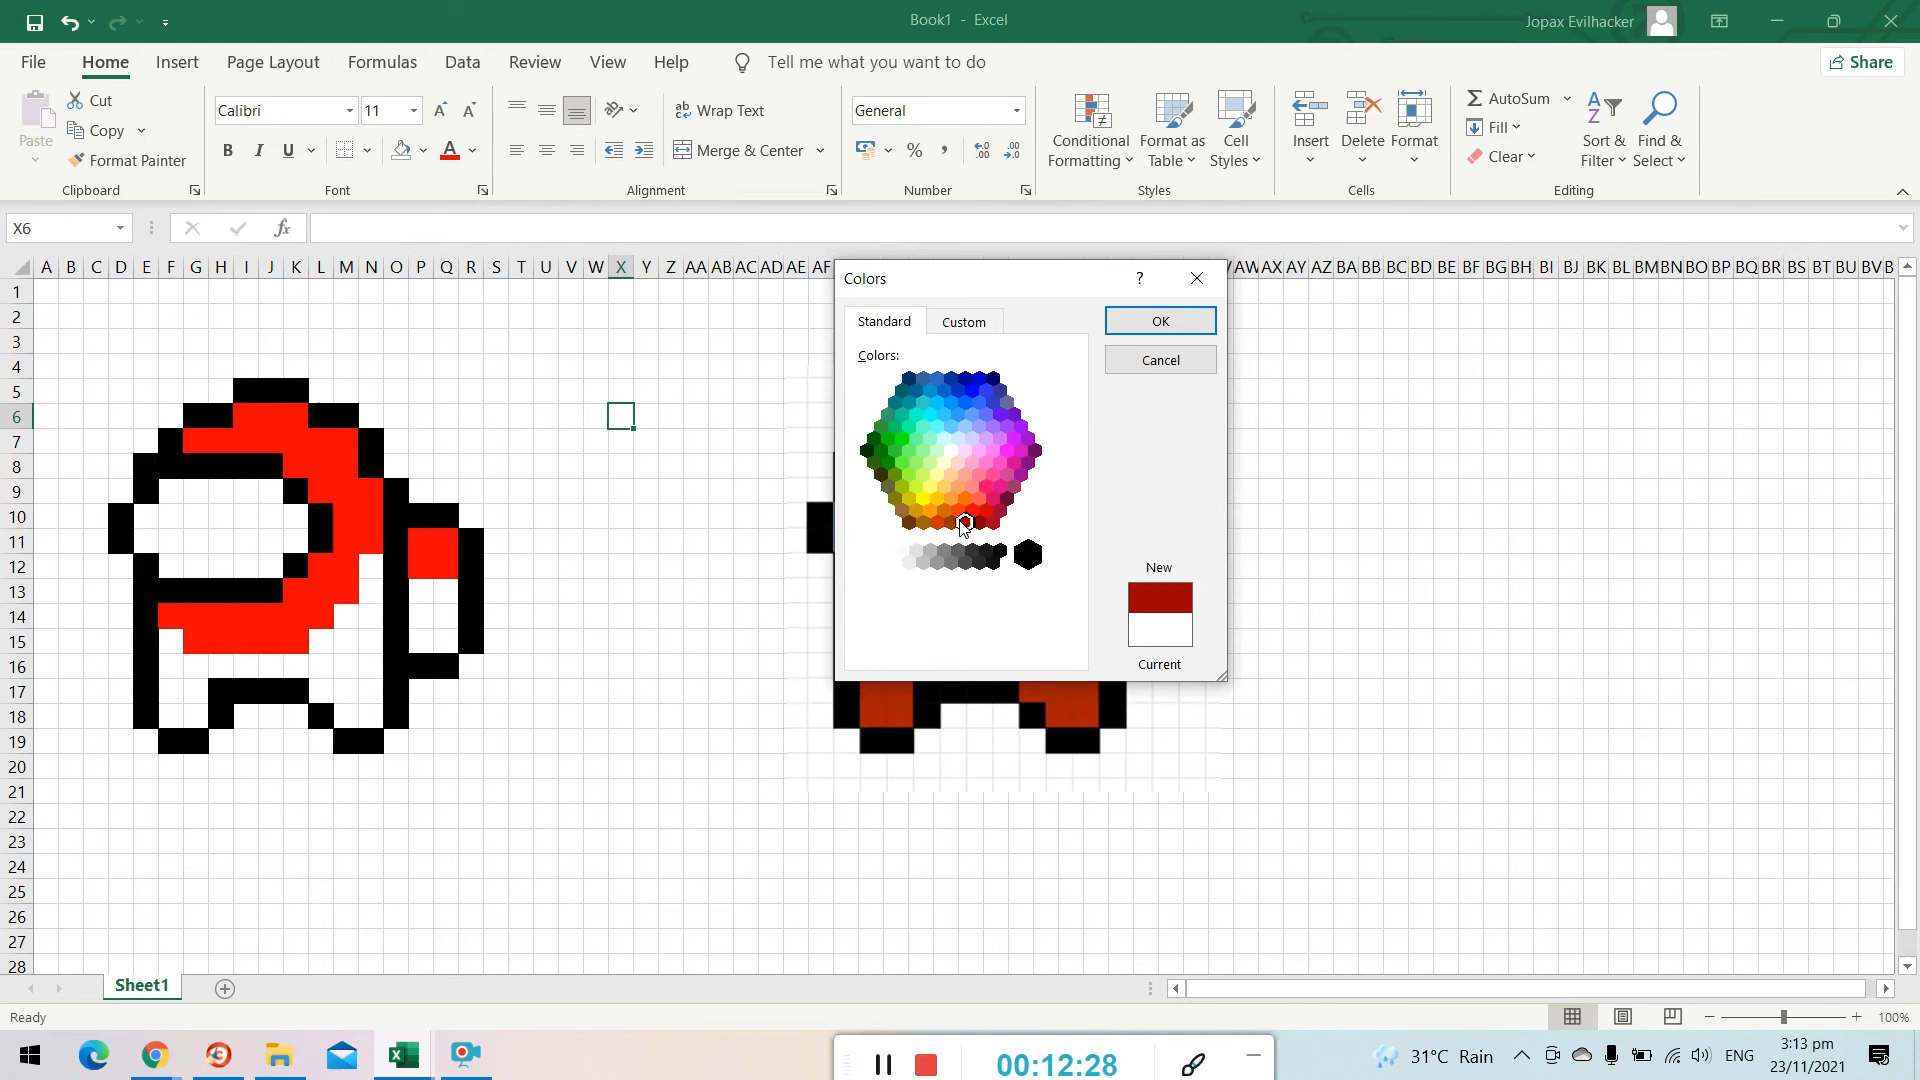 Book1 - Excel
Jopax Evilhacker
File Home Insert Page Layout Formulas Data Review View Help Tell me what you want to do
Share
Paste
Cut
Copy
Format Painter
Clipboard
Calibri 11
B I U
Font
Wrap Text
Merge & Center
Alignment
General
% ,
Number
Conditional Formatting
Format as Table
Cell Styles
Styles
Insert Delete Format
Cells
AutoSum
Fill
Clear
Sort & Filter
Find & Select
Editing
X6
fx
A B C D E F G H I J K L M N O P Q R S T U V W X Y Z AA AB AC AD AE AF AW AX AY AZ BA BB BC BD BE BF BG BH BI BJ BK BL BM BN BO BP BQ BR BS BT BU BV B
1
2
3
4
5
6
7
8
9
10
11
12
13
14
15
16
17
18
19
20
21
22
23
24
25
26
27
28
Colors
?
Standard Custom
OK
Cancel
Colors:
New
Current
Sheet1
Ready
100%
00:12:28
31°C Rain
ENG
3:13 pm
23/11/2021